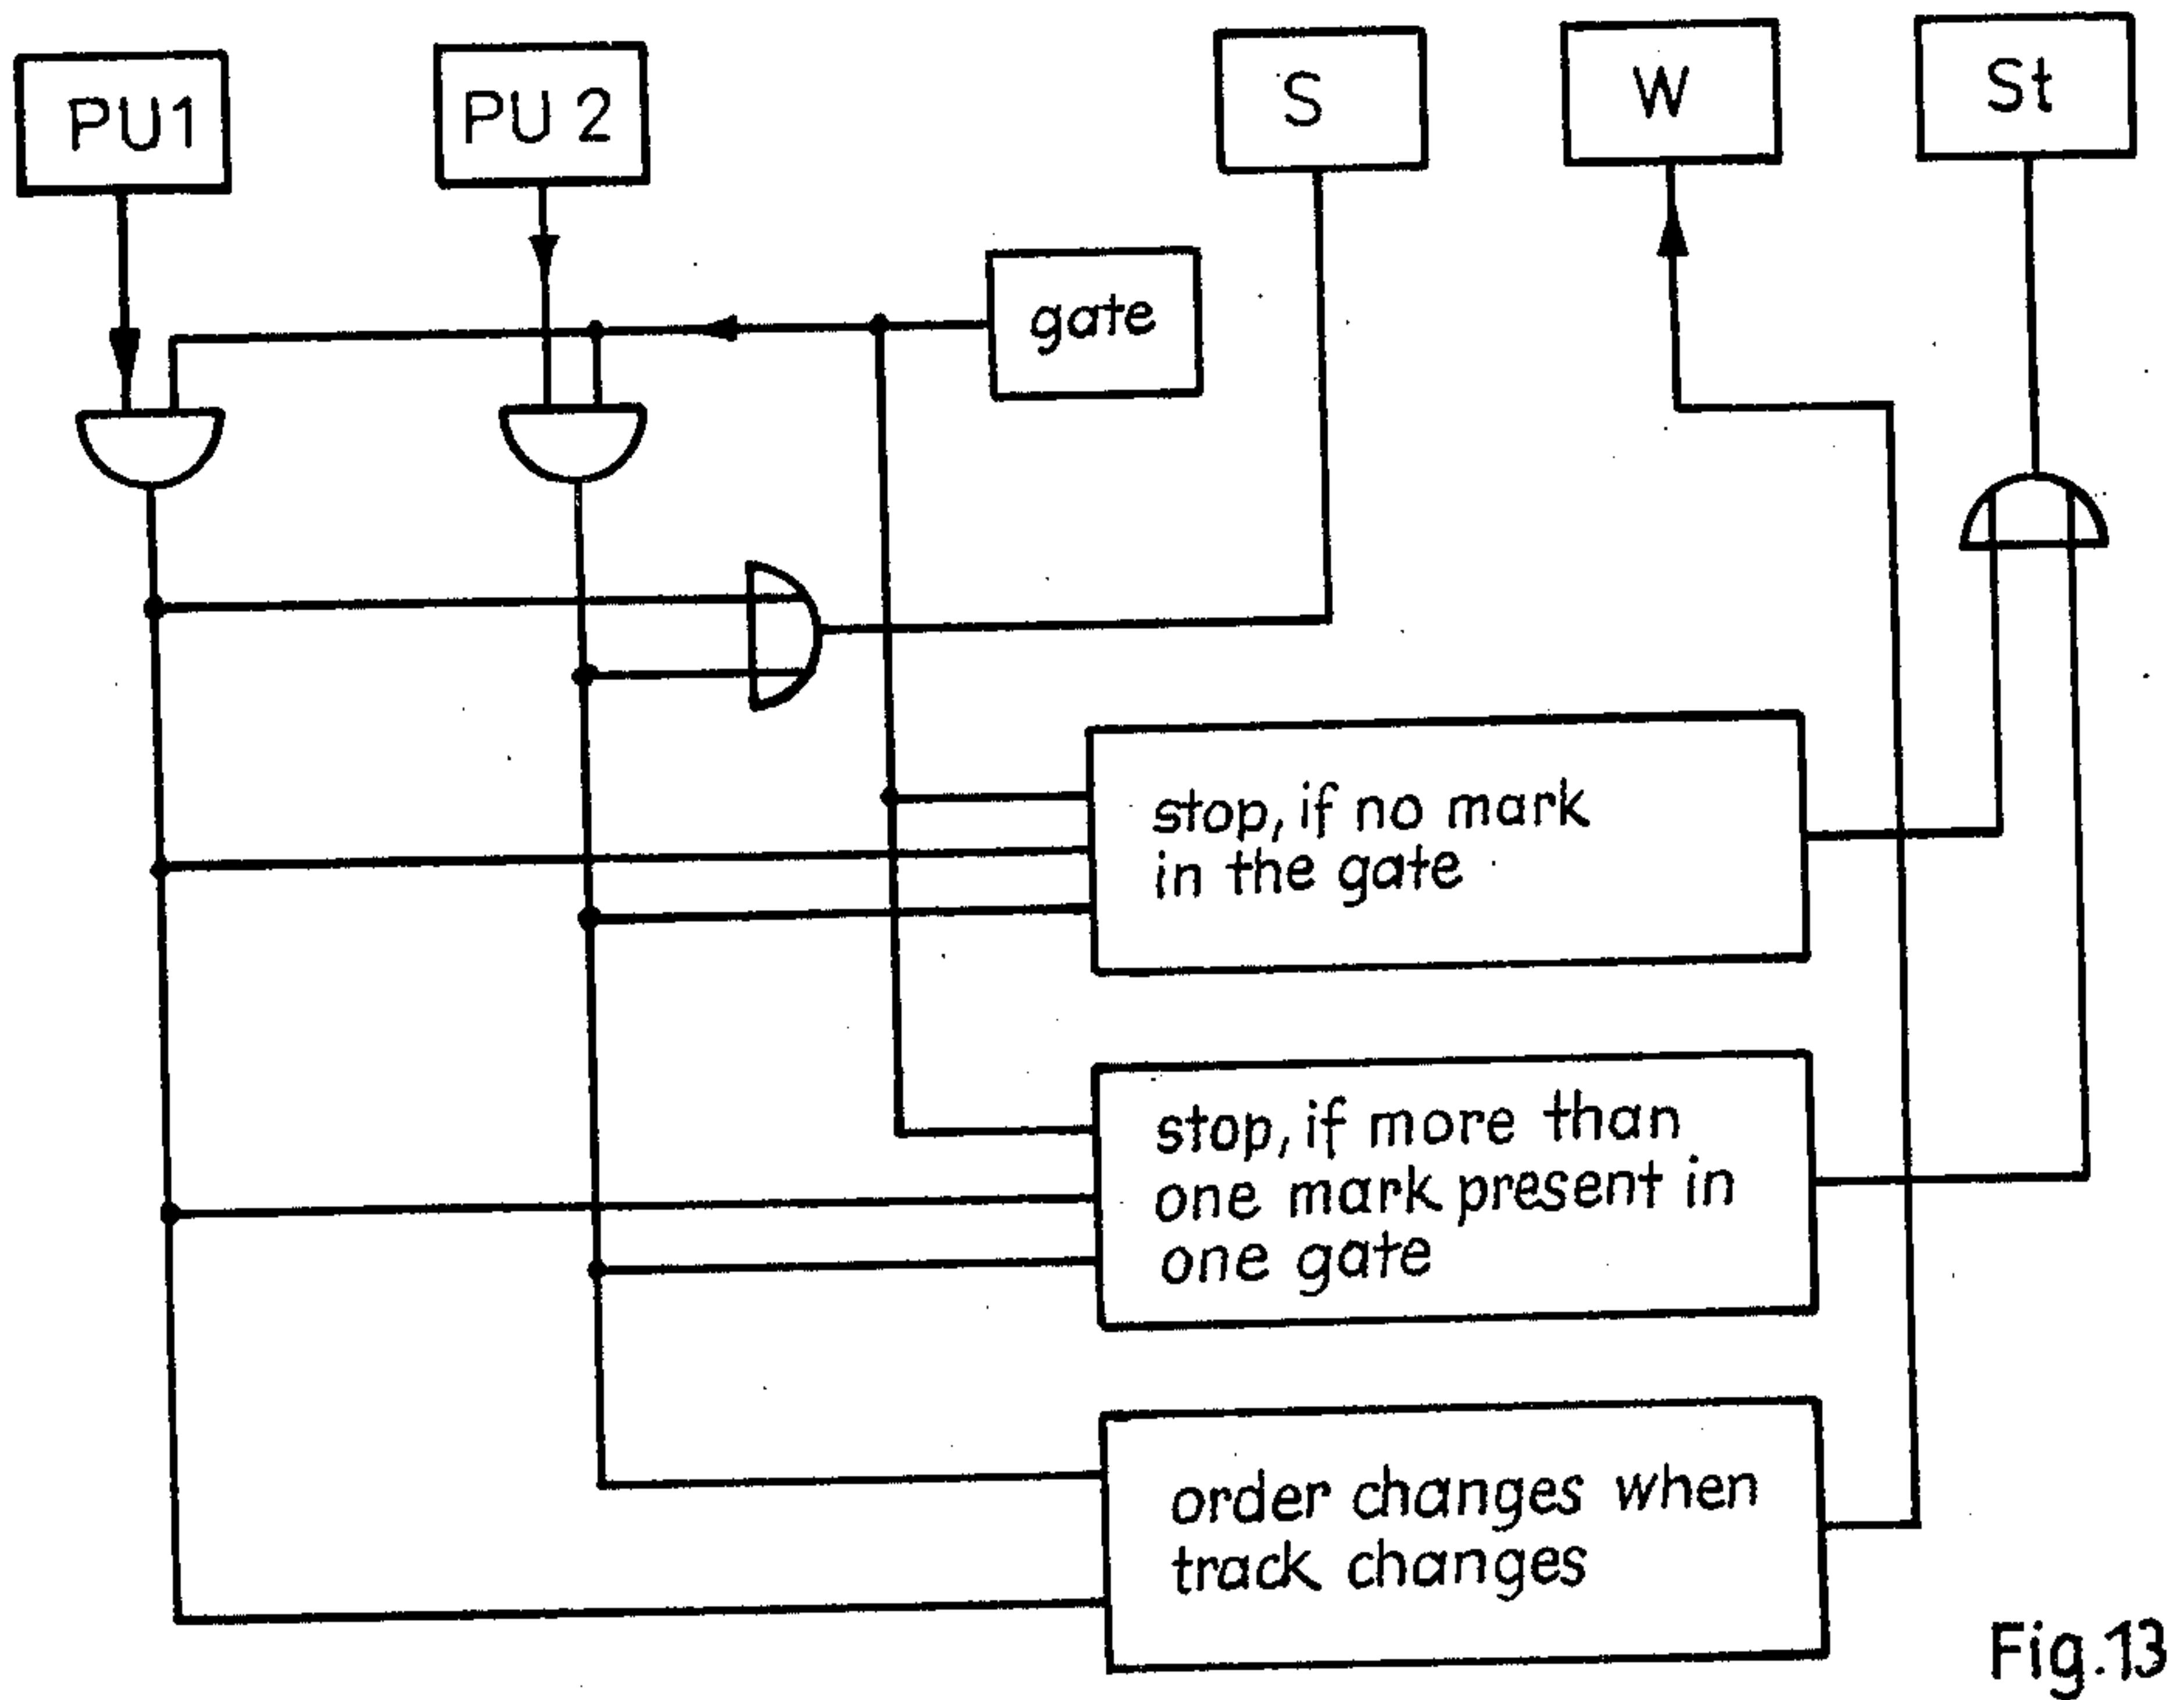 PU1
PU 2
S
W
St
gate
stop, if no mark
in the gate
stop, if more than
one mark present in
one gate
order changes when
track changes
Fig.13